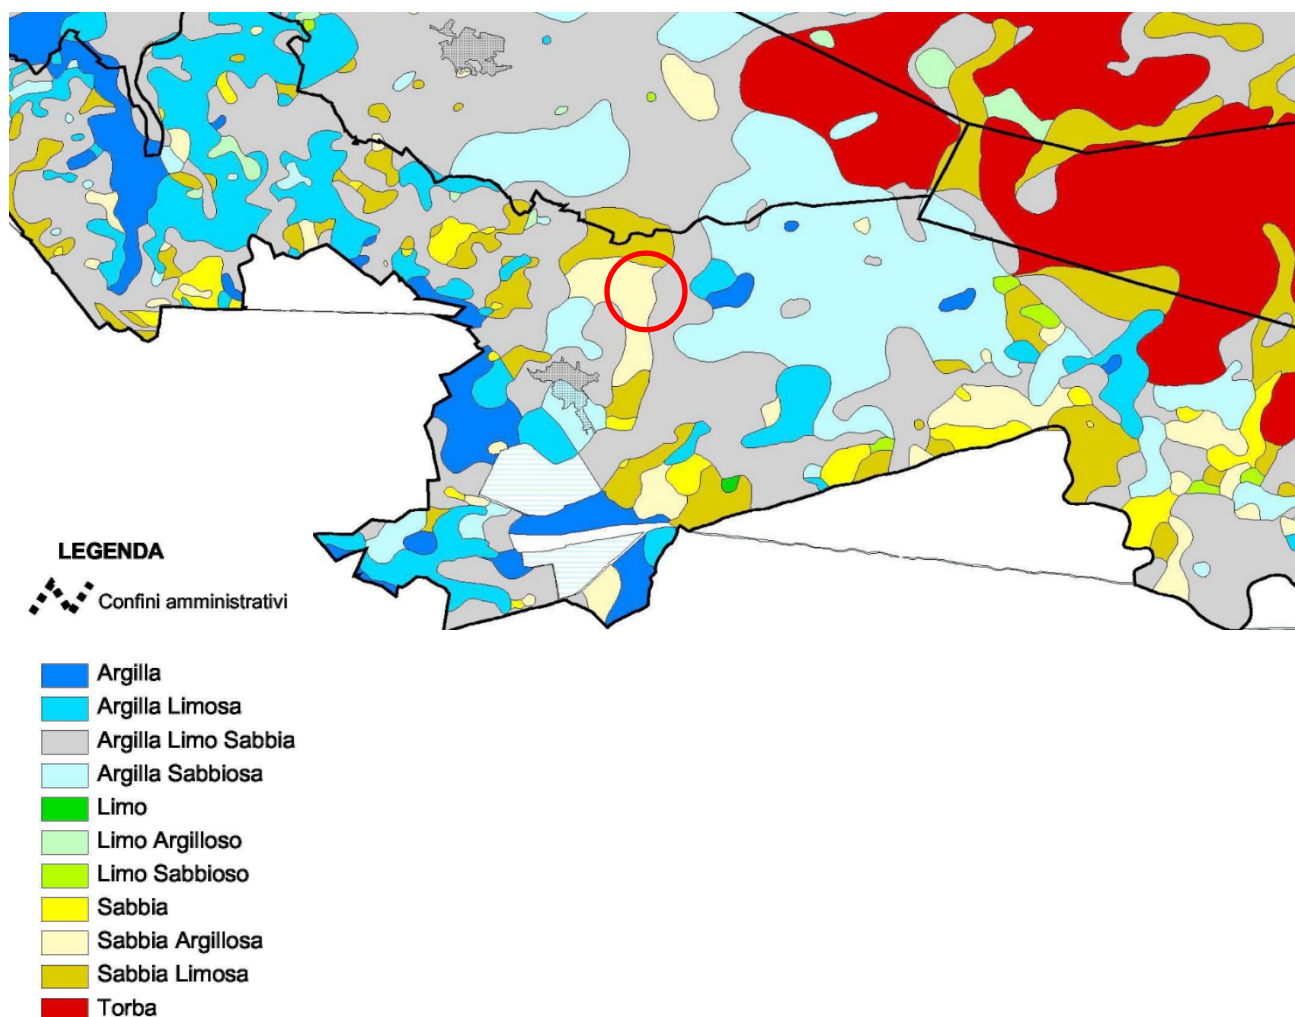 LEGENDA
Confini amministrativi
Argilla
Argilla Limosa
Argilla Limo Sabbia
Argilla Sabbiosa
Limo
Limo Argilloso
Limo Sabbioso
Sabbia
Sabbia Argillosa
Sabbia Limosa
Torba